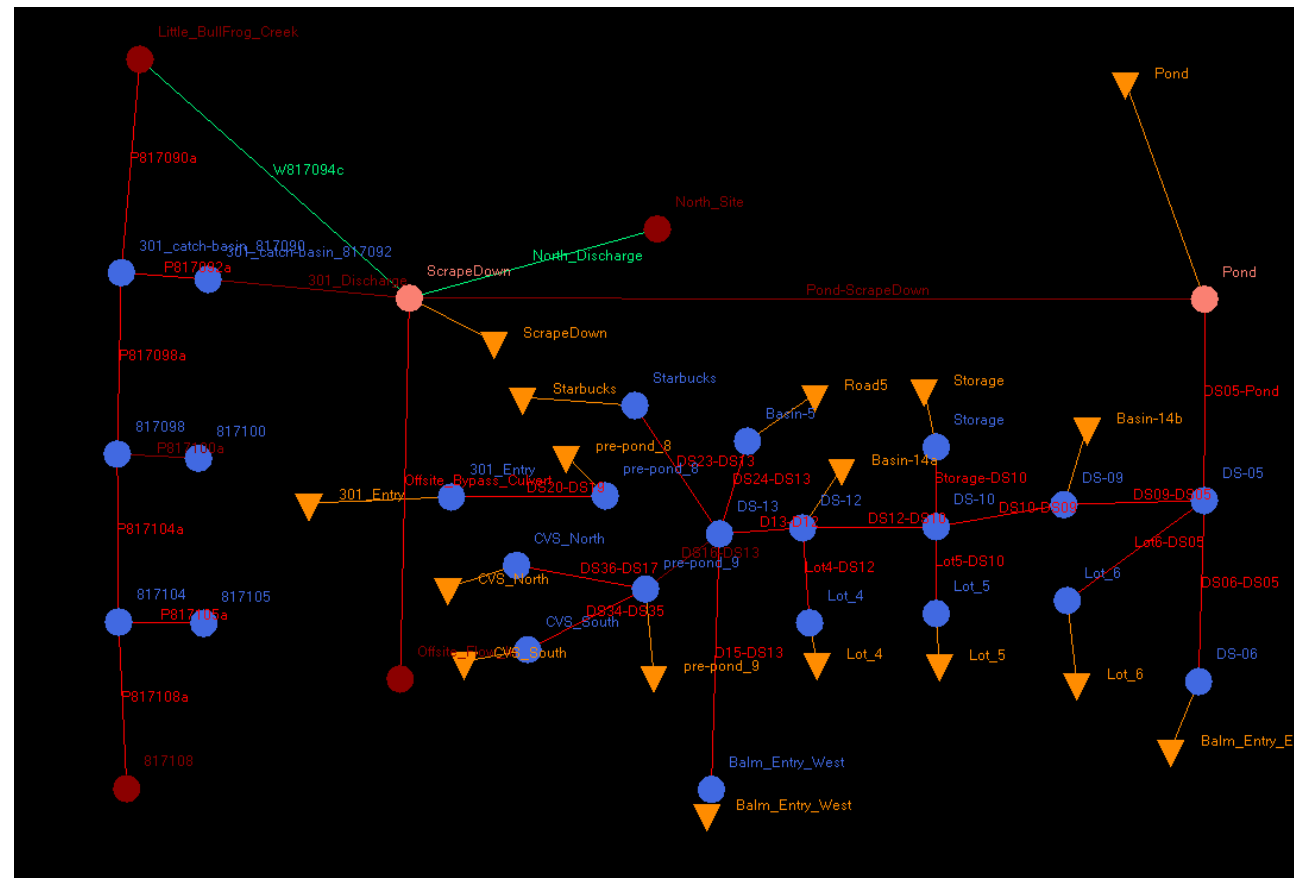 Little_BullFrog_Creek
Pond
P817090a
W817094c
North_Site
301_catch-basin_817090
301_catch-basin_817092
North_Discharge
P817092a
301_Discharge
ScrapeDown
Pond
Pond-ScrapeDown
ScrapeDown
P817098a
Starbucks
Starbucks
Road5
Storage
DS05-Pond
Basin-5
Storage
Basin-14b
817098
817100
P817100a
pre-pond_8
301_Entry
pre-pond_8
DS23-DS13
Basin-14a
Offsite_Bypass_Culvert
DS24-DS13
Storage-DS10
DS-09
DS-05
301_Entry
DS20-DS19
DS-13
DS-12
DS-10
DS10-DS09
DS09-DS05
P817104a
D13-D12
DS12-DS10
CVS_North
DS16-DS13
Lot6-DS05
CVS_North
DS36-DS17
pre-pond_9
Lot4-DS12
Lot5-DS10
Lot_6
DS06-DS05
817104
817105
P817105a
DS34-DS35
Lot_4
Lot_5
CVS_South
Offsite_Flow
CVS_South
D15-DS13
Lot_4
Lot_5
DS-06
pre-pond_9
Lot_6
P817108a
Balm_Entry_E
817108
Balm_Entry_West
Balm_Entry_West